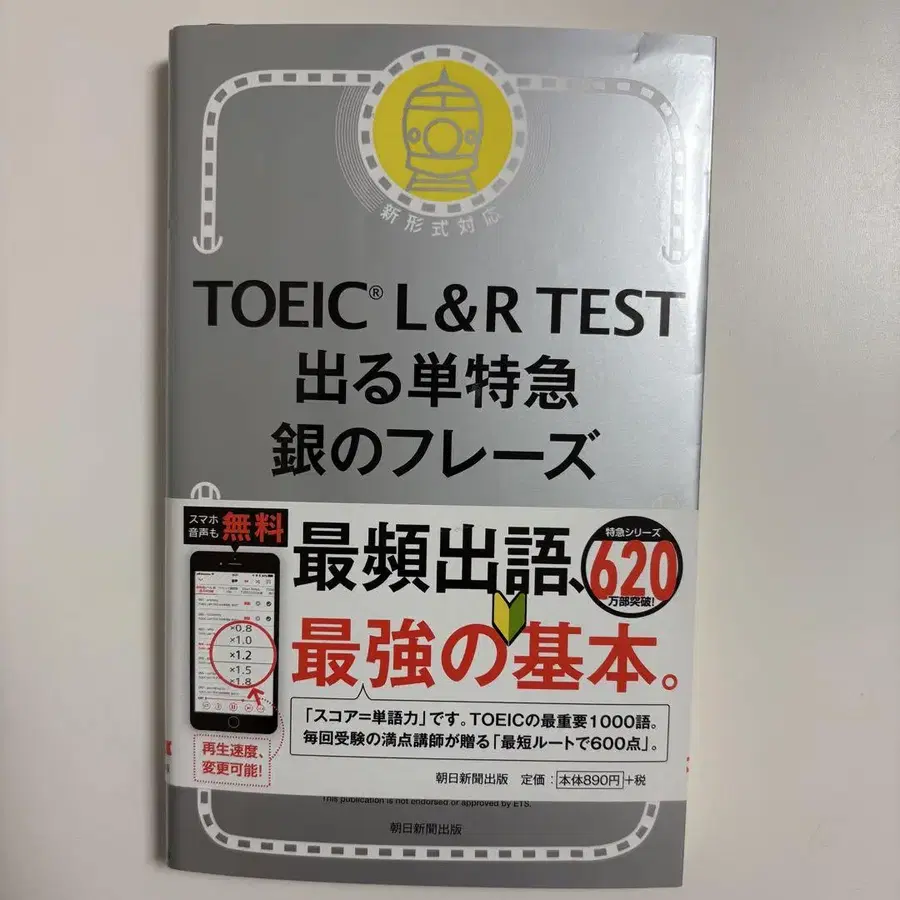 新形式対応
TOEIC® L&R TEST
出る単特急
銀のフレーズ
スマホ
音声も
無料
最頻出語、
最強の基本。
特急シリーズ
620
万部突破!
×0.8
×1.0
×1.2
×1.5
×1.8
再生速度、
変更可能!
「スコア=単語力」です。TOEICの最重要1000語。
毎回受験の満点講師が贈る「最短ルートで600点」。
朝日新聞出版 定価:本体890円+税
This publication is not endorsed or approved by ETS.
朝日新聞出版